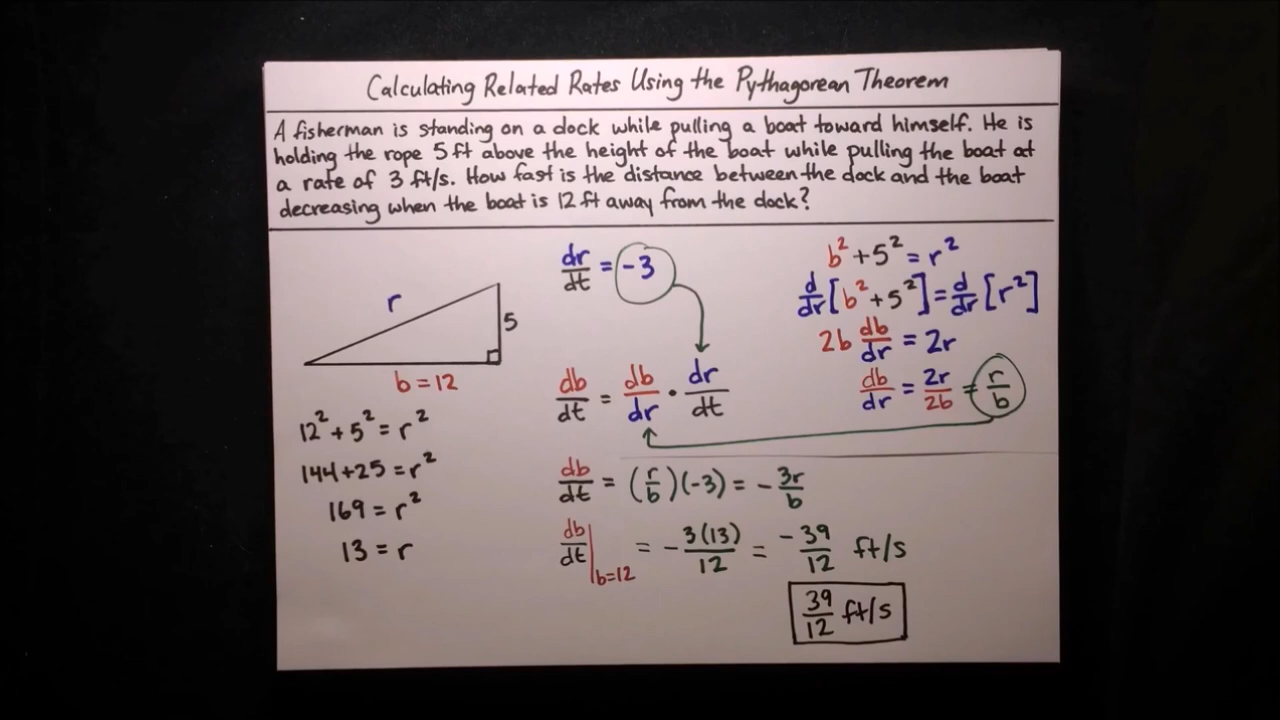 Calculating Related Rates Using the Pythagorean Theorem
A fisherman is standing on a dock while pulling a boat toward himself. He is
holding the rope 5 ft above the height of the boat while pulling the boat at
a rate of 3 ft/s. How fast is the distance between the dock and the boat
decreasing when the boat is 12 ft away from the dock?
r
5
b = 12
12² + 5² = r²
144 + 25 = r²
169 = r²
13 = r
dr/dt = -3
db/dt = db/dr · dr/dt
db/dt = (r/b)(-3) = - 3r/b
db/dt |b=12 = - 3(13)/12 = -39/12 ft/s
39/12 ft/s
b² + 5² = r²
d/dr [b² + 5²] = d/dr [r²]
2b db/dr = 2r
db/dr = 2r/2b = r/b